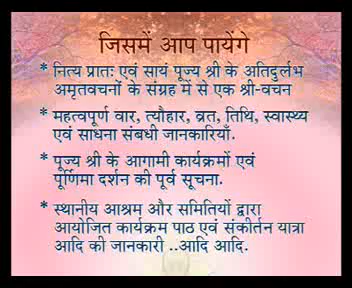 जिसमें आप पायेंगे
* नित्य प्रातः एवं सायं पूज्य श्री के अतिदुर्लभ
अमृतवचनों के संग्रह में से एक श्री-वचन
* महत्वपूर्ण वार, त्यौहार, व्रत, तिथि, स्वास्थ्य
एवं साधना संबधी जानकारियाँ.
* पूज्य श्री के आगामी कार्यक्रमों एवं
पूर्णिमा दर्शन की पूर्व सूचना.
* स्थानीय आश्रम और समितियों द्वारा
आयोजित कार्यक्रम पाठ एवं संकीर्तन यात्रा
आदि की जानकारी ..आदि आदि.